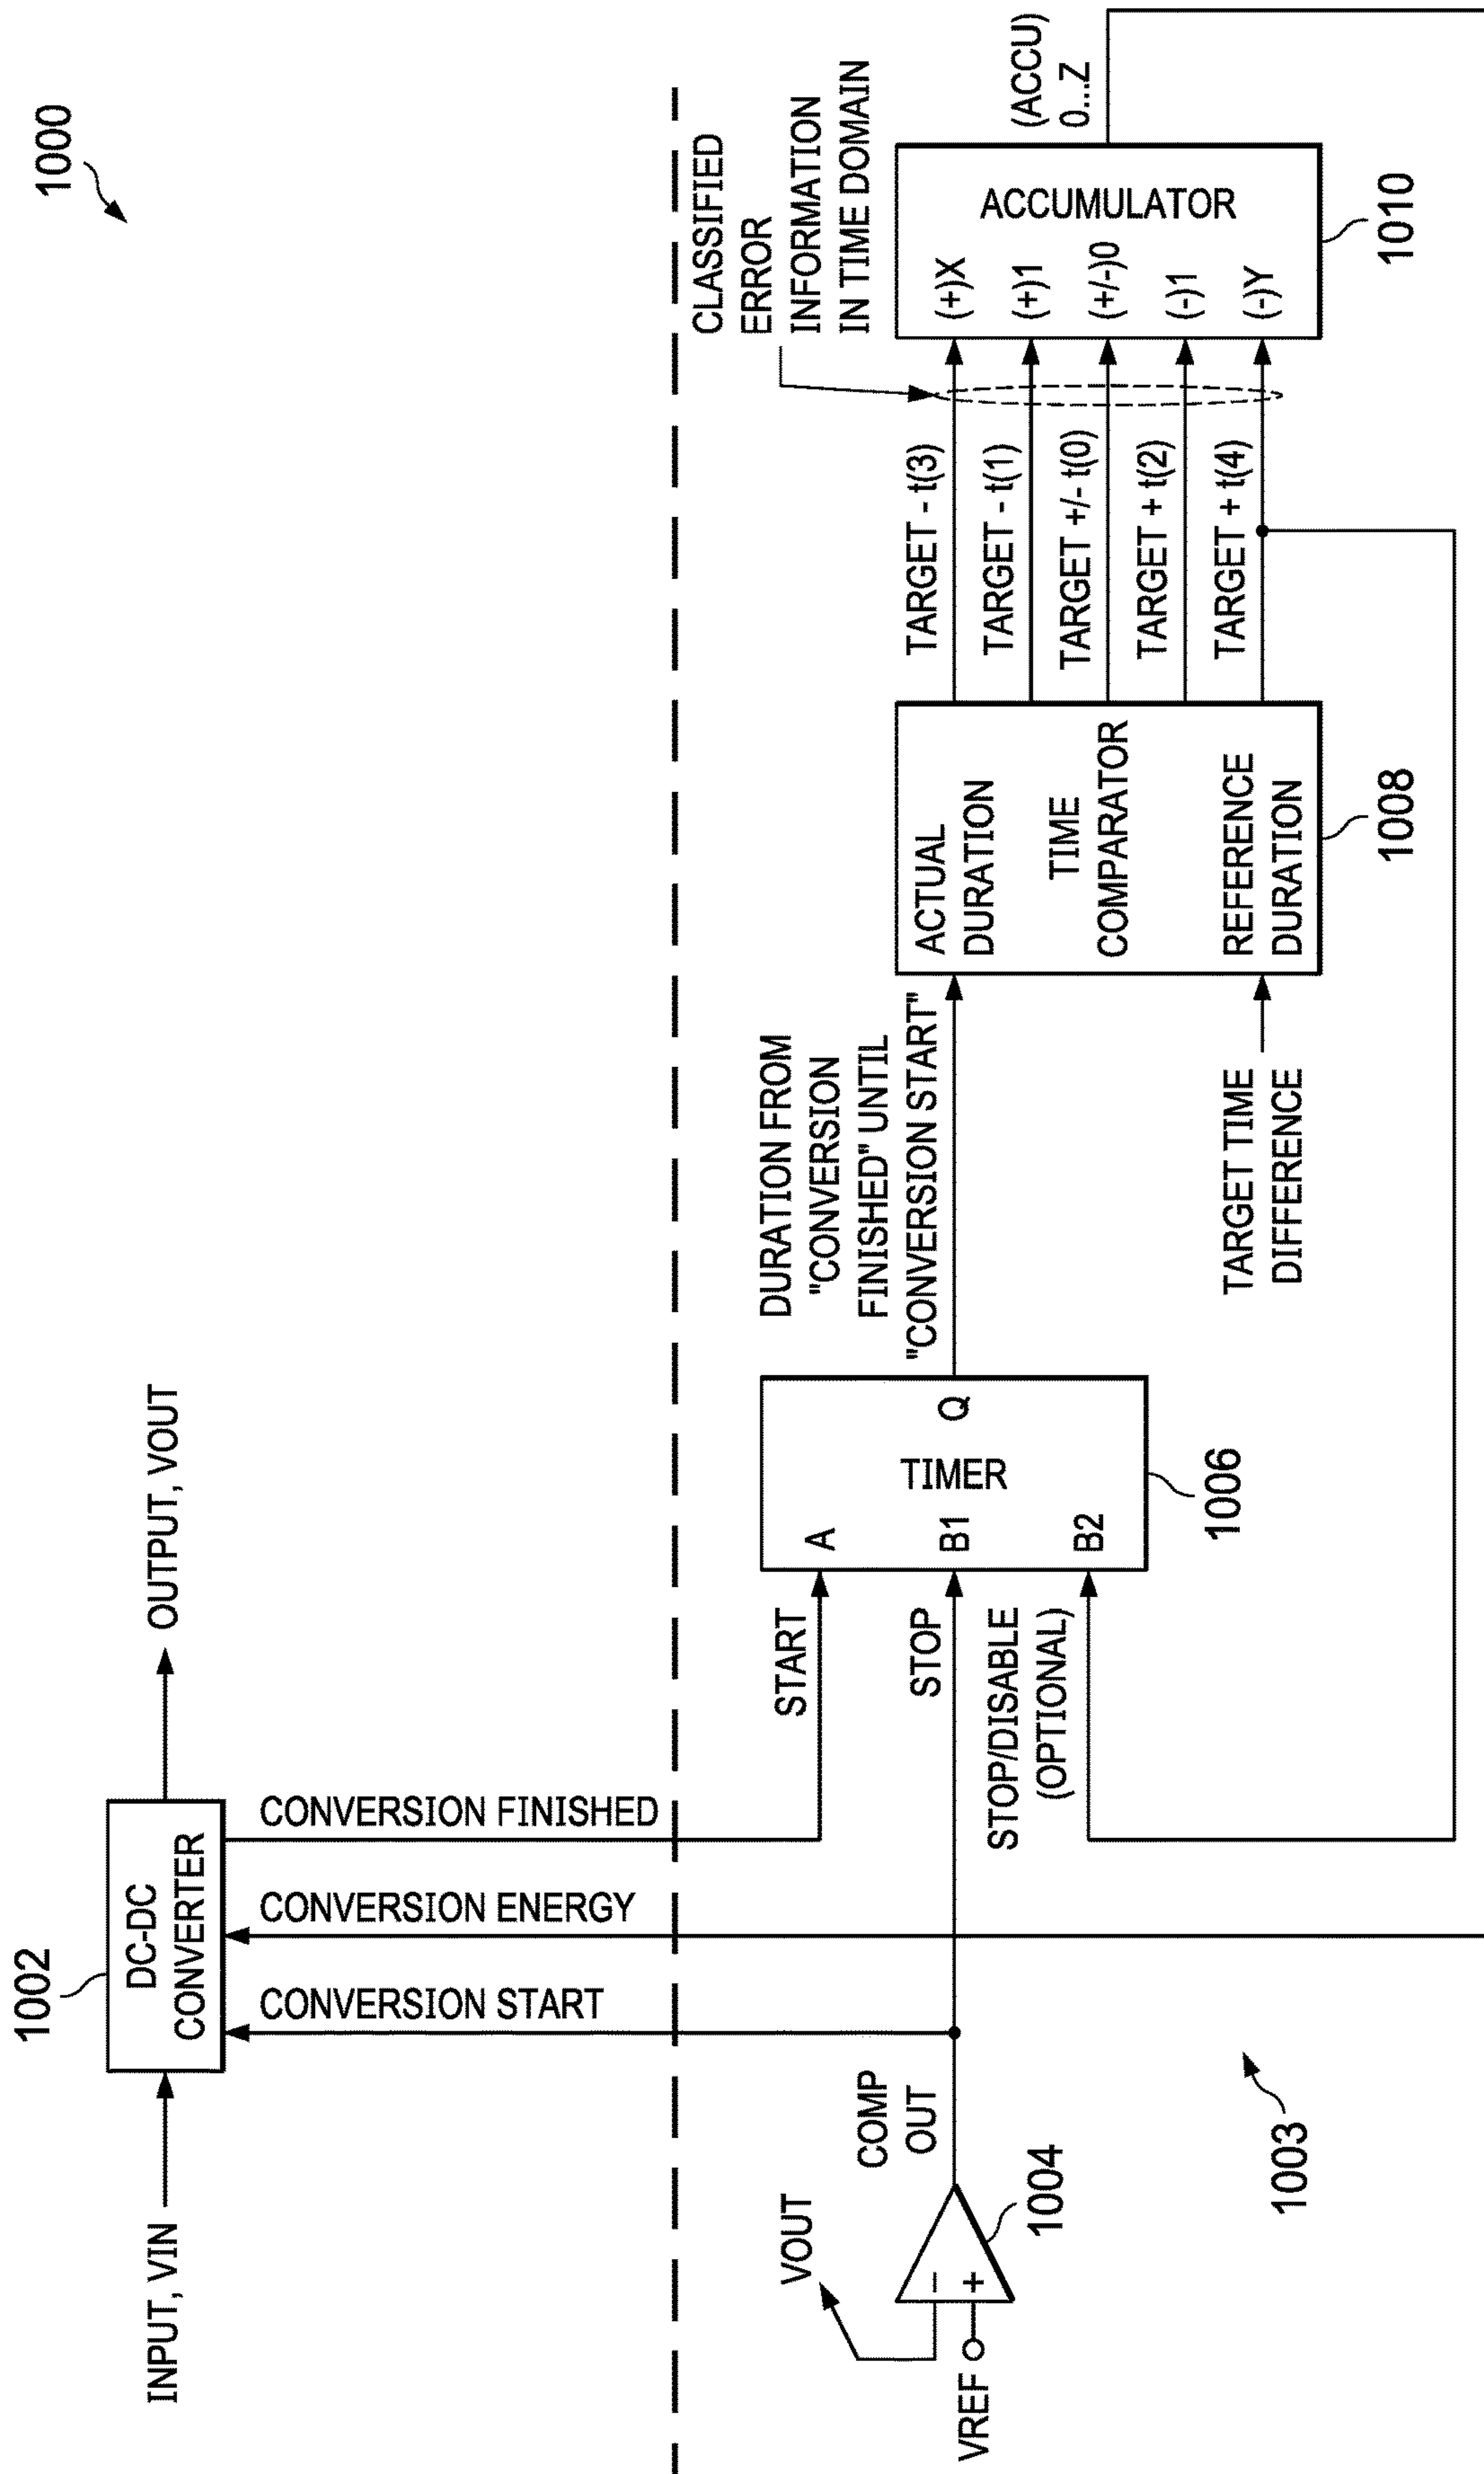 1000
1002
DC-DC
CONVERTER
INPUT, VIN
OUTPUT, VOUT
CONVERSION START
CONVERSION ENERGY
CONVERSION FINISHED
VOUT
VREF
-
+
1004
COMP
OUT
1003
START
STOP
STOP/DISABLE
(OPTIONAL)
A
B1
B2
TIMER
Q
1006
DURATION FROM
"CONVERSION
FINISHED" UNTIL
"CONVERSION START"
TARGET TIME
DIFFERENCE
ACTUAL
DURATION
TIME
COMPARATOR
REFERENCE
DURATION
1008
TARGET - t(3)
TARGET - t(1)
TARGET +/- t(0)
TARGET + t(2)
TARGET + t(4)
CLASSIFIED
ERROR
INFORMATION
IN TIME DOMAIN
(+)X
(+)1
(+/-)0
(-)1
(-)Y
ACCUMULATOR
1010
(ACCU)
0...Z